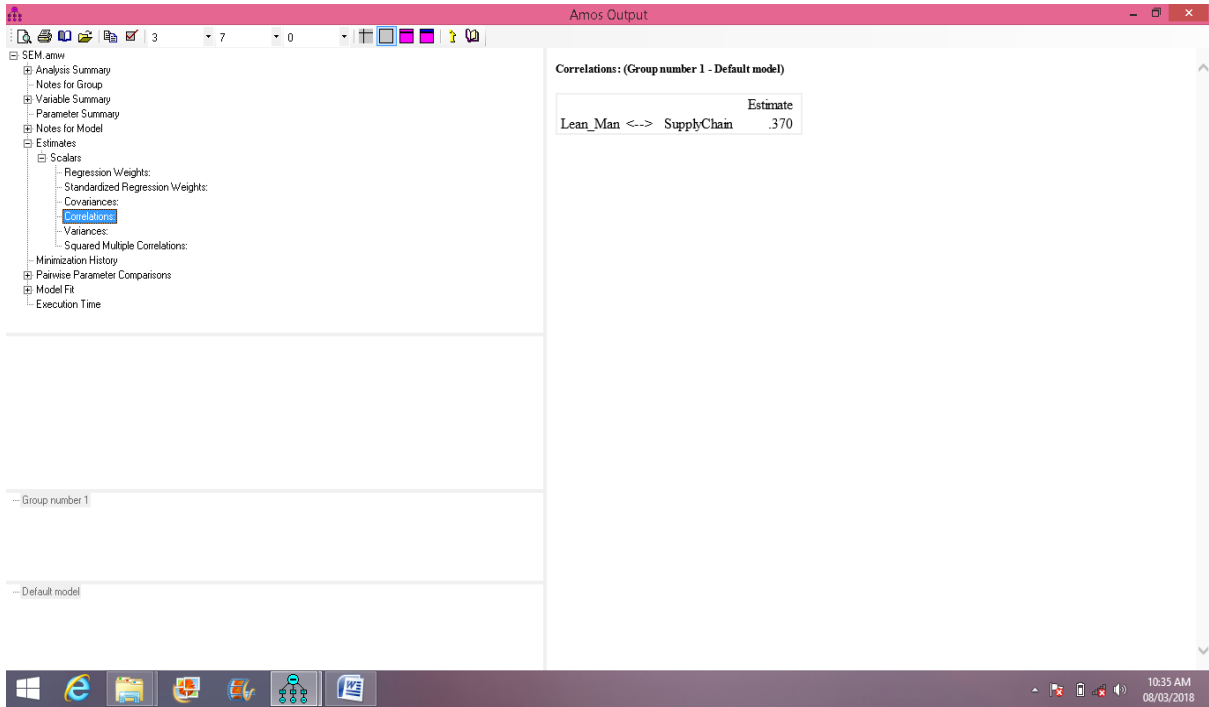 Amos Output
3 7 0
SEM.amw
Analysis Summary
Notes for Group
Variable Summary
Parameter Summary
Notes for Model
Estimates
Scalars
Regression Weights:
Standardized Regression Weights:
Covariances:
Correlations:
Variances:
Squared Multiple Correlations:
Minimization History
Pairwise Parameter Comparisons
Model Fit
Execution Time
Group number 1
Default model
Correlations: (Group number 1 - Default model)
Estimate
Lean_Man <--> SupplyChain .370
10:35 AM
08/03/2018